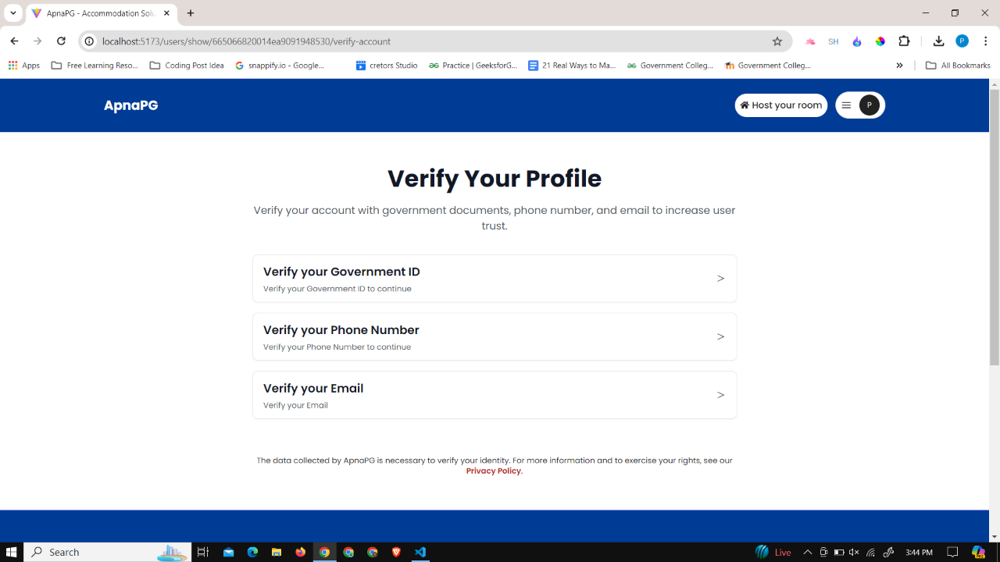 ApnaPG - Accommodation Solu
localhost:5173/users/show/665066820014ea9091948530/verify-account
SH
P
Apps
Free Learning Reso...
Coding Post Idea
snappify.io - Google...
cretors Studio
Practice | GeeksforG...
21 Real Ways to Ma...
Government Colleg...
Government Colleg...
All Bookmarks
ApnaPG
Host your room
P
Verify Your Profile
Verify your account with government documents, phone number, and email to increase user
trust.
Verify your Government ID
Verify your Government ID to continue
>
Verify your Phone Number
Verify your Phone Number to continue
>
Verify your Email
Verify your Email
>
The data collected by ApnaPG is necessary to verify your identity. For more information and to exercise your rights, see our
Privacy Policy.
Search
Live
3:44 PM